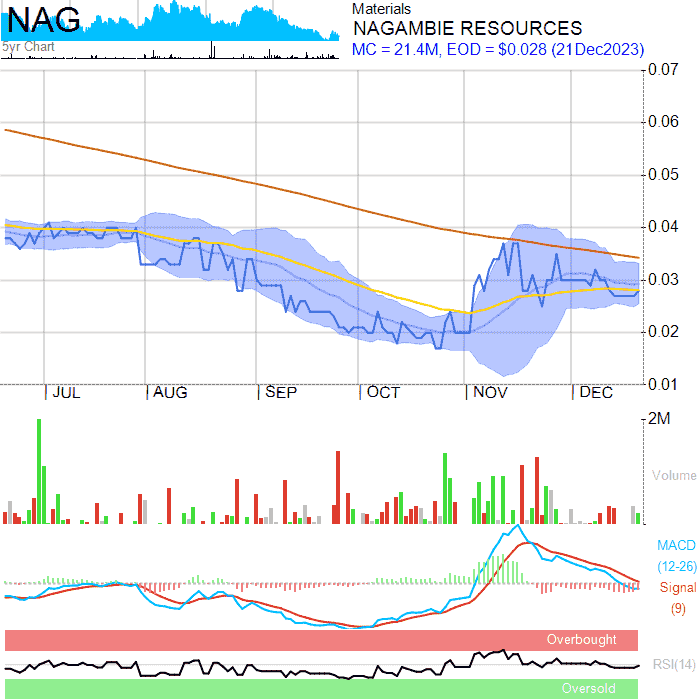 NAG
5yr Chart
Materials
NAGAMBIE RESOURCES
MC = 21.4M, EOD = $0.028 (21Dec2023)
0.07
0.06
0.05
0.04
0.03
0.02
0.01
JUL AUG SEP OCT NOV DEC
2M
Volume
MACD
(12-26)
Signal
(9)
Overbought
RSI(14)
Oversold